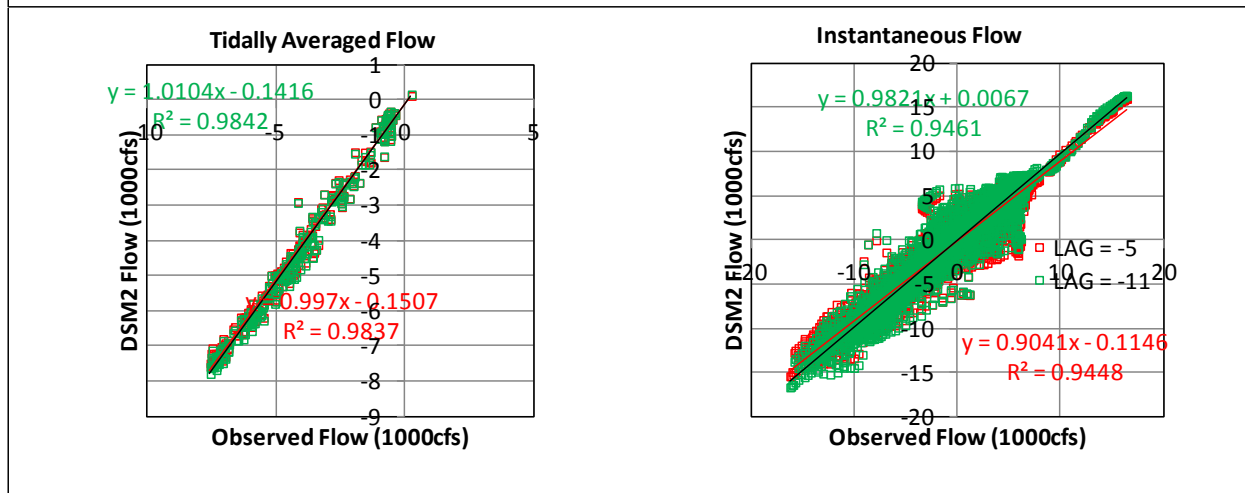 Tidally Averaged Flow
y = 1.0104x - 0.1416
R² = 0.9842
1
0
-1
-2
-3
-4
-5
-6
-7
-8
-9
-10
-5
0
5
0.997x - 0.1507
R² = 0.9837
DSM2 Flow (1000cfs)
Observed Flow (1000cfs)
Instantaneous Flow
y = 0.9821x + 0.0067
R² = 0.9461
20
15
10
5
0
-5
-10
-15
-20
-20
-10
0
10
20
LAG = -5
LAG = -11
y = 0.9041x - 0.1146
R² = 0.9448
DSM2 Flow (1000cfs)
Observed Flow (1000cfs)